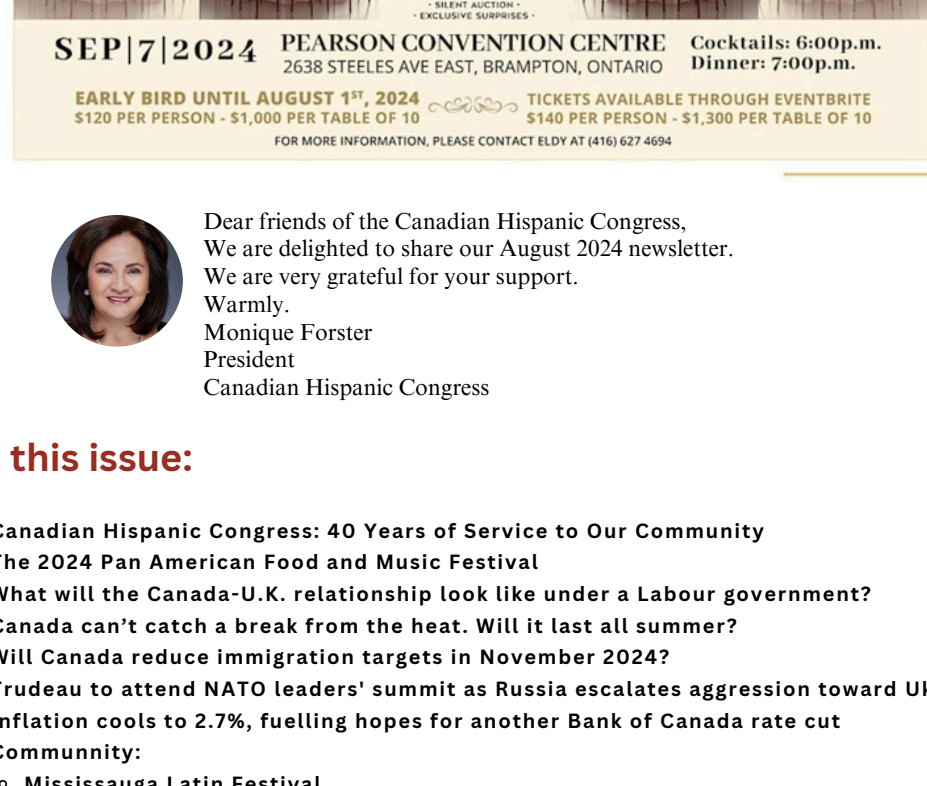 · SILENT AUCTION ·
· EXCLUSIVE SURPRISES ·
SEP|7|2024
PEARSON CONVENTION CENTRE
2638 STEELES AVE EAST, BRAMPTON, ONTARIO
Cocktails: 6:00p.m.
Dinner: 7:00p.m.
EARLY BIRD UNTIL AUGUST 1ST, 2024
$120 PER PERSON - $1,000 PER TABLE OF 10
TICKETS AVAILABLE THROUGH EVENTBRITE
$140 PER PERSON - $1,300 PER TABLE OF 10
FOR MORE INFORMATION, PLEASE CONTACT ELDY AT (416) 627 4694
Dear friends of the Canadian Hispanic Congress,
We are delighted to share our August 2024 newsletter.
We are very grateful for your support.
Warmly.
Monique Forster
President
Canadian Hispanic Congress
this issue:
Canadian Hispanic Congress: 40 Years of Service to Our Community
The 2024 Pan American Food and Music Festival
What will the Canada-U.K. relationship look like under a Labour government?
Canada can’t catch a break from the heat. Will it last all summer?
Will Canada reduce immigration targets in November 2024?
Trudeau to attend NATO leaders' summit as Russia escalates aggression toward
Inflation cools to 2.7%, fuelling hopes for another Bank of Canada rate cut
Communnity:
Mississauga Latin Festival